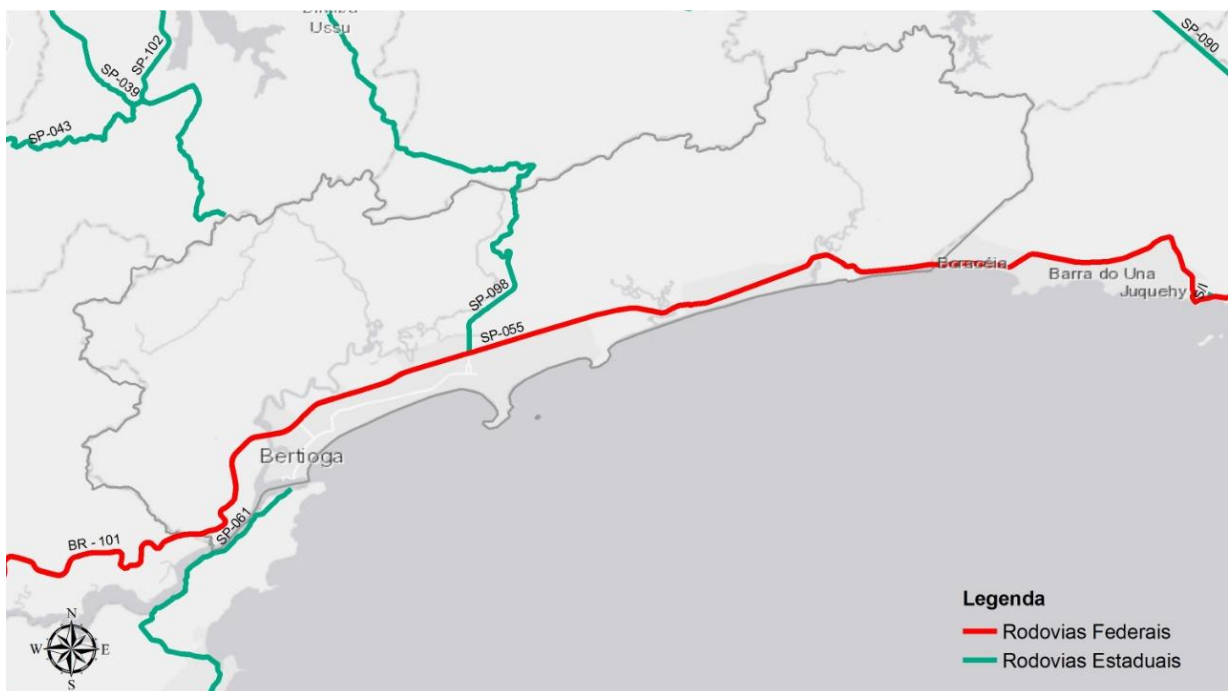 Ussu
SP-090
SP-102
SP-039
SP-043
SP-098
SP-055
Boracéia
Barra do Una
Juquehy
S/I
Bertioga
SP-061
BR - 101
Legenda
Rodovias Federais
Rodovias Estaduais
N
W
E
S